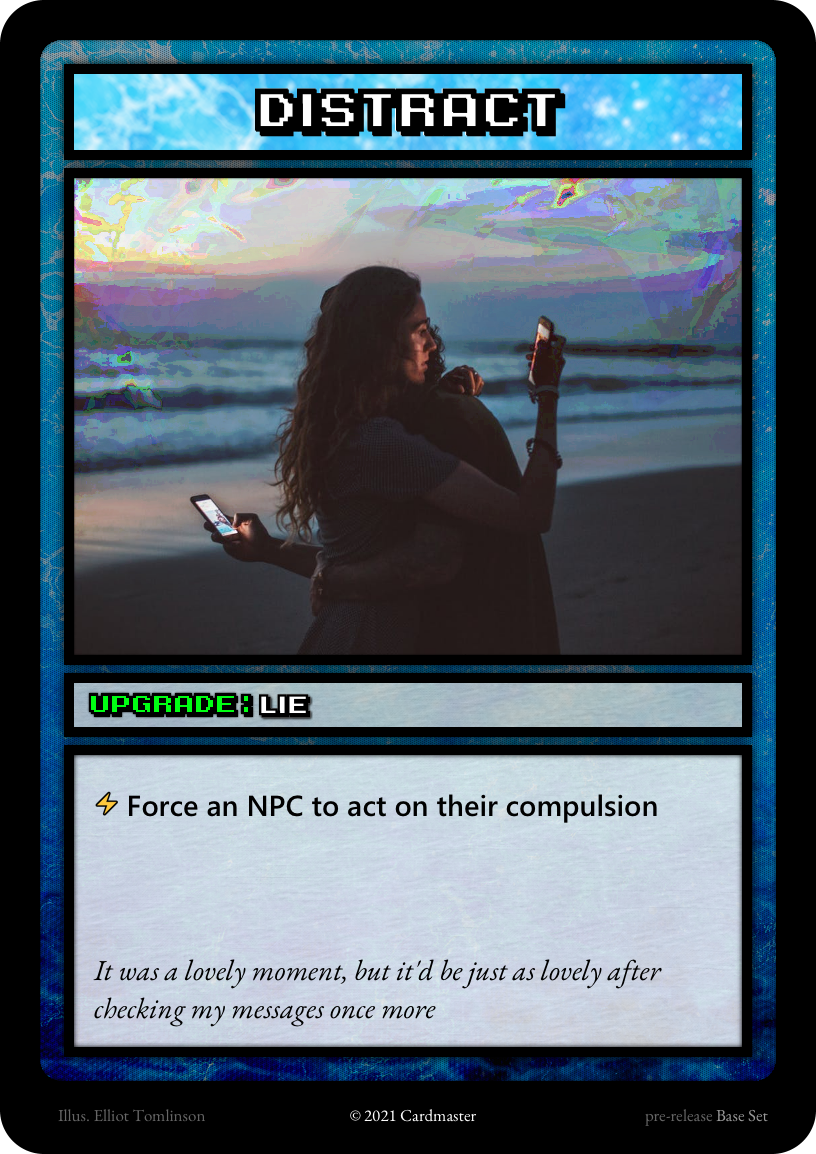 DISTRACT
UPGRADE: LIE
⚡ Force an NPC to act on their compulsion
It was a lovely moment, but it'd be just as lovely after
checking my messages once more
Illus. Elliot Tomlinson
© 2021 Cardmaster
pre-release Base Set